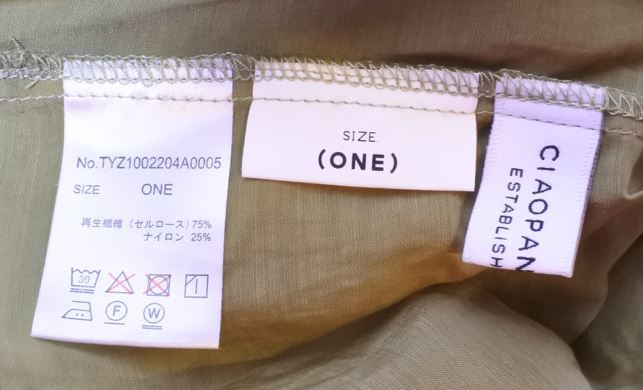 No.TYZ1002204A0005
SIZE ONE
再生繊維（セルロース）75%
ナイロン 25%
30
F
W
SIZE.
(ONE)
CIAOPAN
ESTABLISH